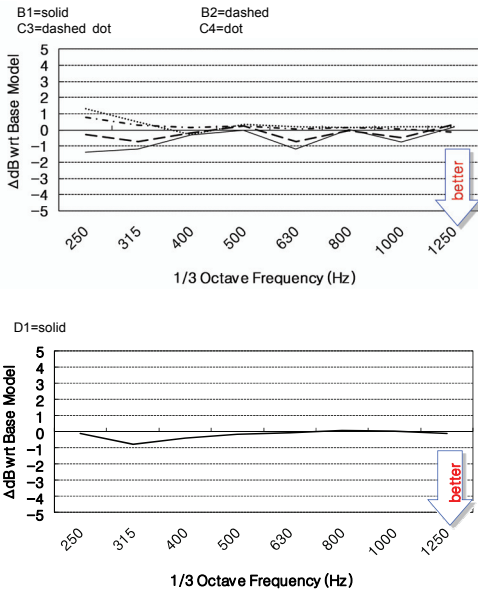 B1=solid B2=dashed
C3=dashed dot C4=dot
5
4
3
2
1
0
−1
−2
−3
−4
−5
ΔdB wrt Base Model
better
250 315 400 500 630 800 1000 1250
1/3 Octave Frequency (Hz)
D1=solid
5
4
3
2
1
0
−1
−2
−3
−4
−5
ΔdB wrt Base Model
better
250 315 400 500 630 800 1000 1250
1/3 Octave Frequency (Hz)